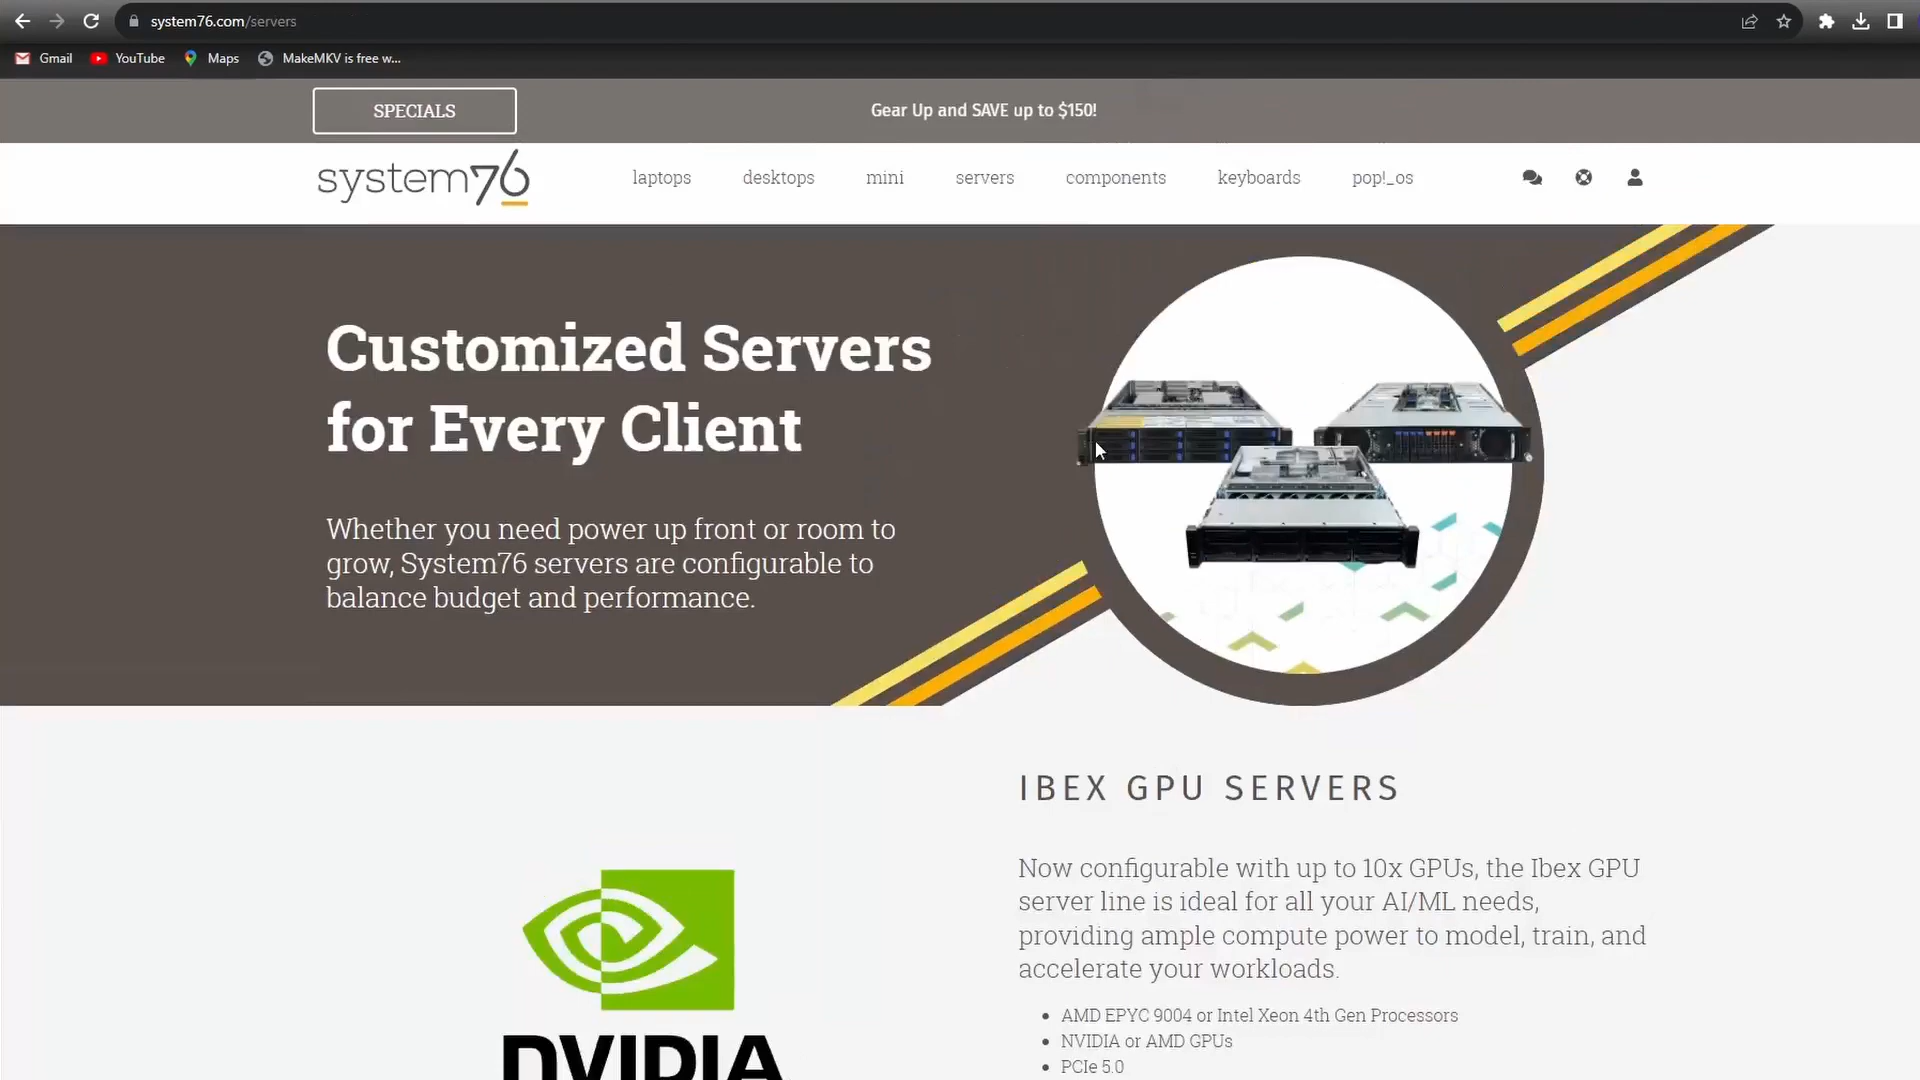 system76.com/servers
Gmail
YouTube
Maps
MakeMKV is free w...
SPECIALS
Gear Up and SAVE up to $150!
system76
laptops
desktops
mini
servers
components
keyboards
pop!_os
Customized Servers
for Every Client
Whether you need power up front or room to
grow, System76 servers are configurable to
balance budget and performance.
IBEX GPU SERVERS
Now configurable with up to 10x GPUs, the Ibex GPU
server line is ideal for all your AI/ML needs,
providing ample compute power to model, train, and
accelerate your workloads.
• AMD EPYC 9004 or Intel Xeon 4th Gen Processors
• NVIDIA or AMD GPUs
• PCIe 5.0
NVIDIA